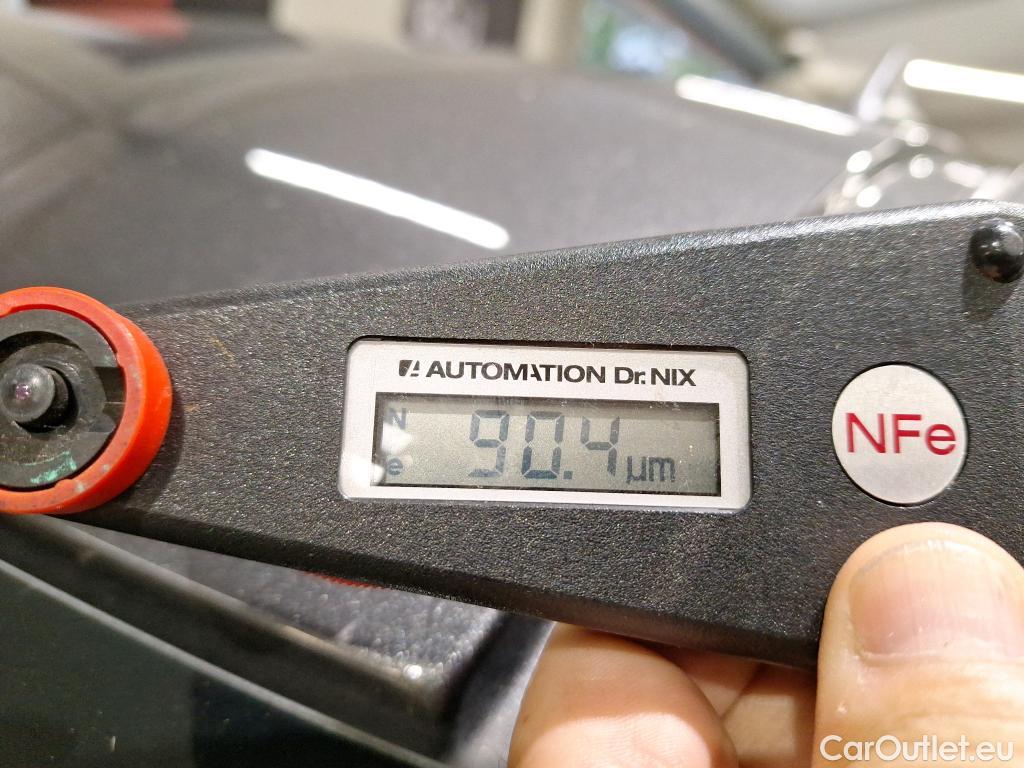 AUTOMATION Dr. NIX
N
e
90.4 µm
NFe
CarOutlet.eu